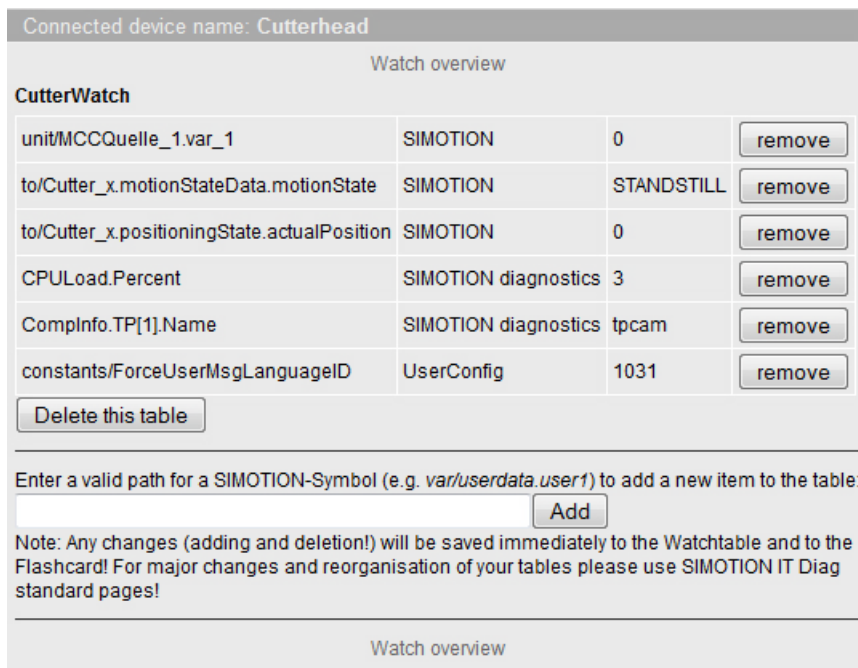 Connected device name: Cutterhead
Watch overview
CutterWatch
unit/MCCQuelle_1.var_1 SIMOTION 0 remove
to/Cutter_x.motionStateData.motionState SIMOTION STANDSTILL remove
to/Cutter_x.positioningState.actualPosition SIMOTION 0 remove
CPULoad.Percent SIMOTION diagnostics 3 remove
CompInfo.TP[1].Name SIMOTION diagnostics tpcam remove
constants/ForceUserMsgLanguageID UserConfig 1031 remove
Delete this table
Enter a valid path for a SIMOTION-Symbol (e.g. var/userdata.user1) to add a new item to the table:
Add
Note: Any changes (adding and deletion!) will be saved immediately to the Watchtable and to the
Flashcard! For major changes and reorganisation of your tables please use SIMOTION IT Diag
standard pages!
Watch overview